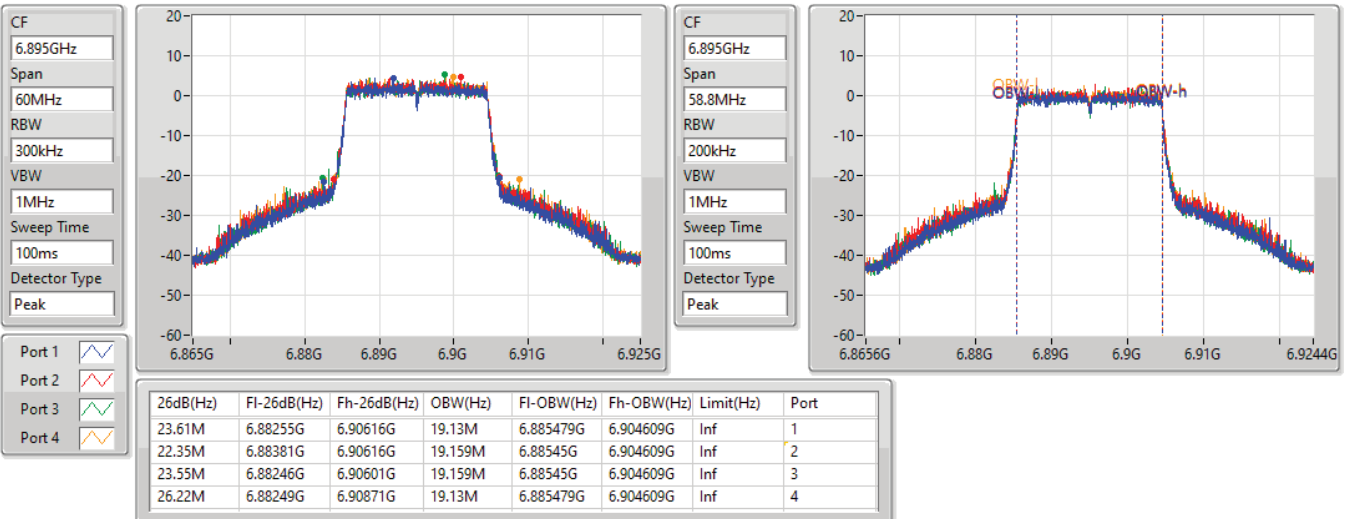 CF
6.895GHz
Span
60MHz
RBW
300kHz
VBW
1MHz
Sweep Time
100ms
Detector Type
Peak
20
10
0
-10
-20
-30
-40
-50
-60
6.865G 6.88G 6.89G 6.9G 6.91G 6.925G
CF
6.895GHz
Span
58.8MHz
RBW
200kHz
VBW
1MHz
Sweep Time
100ms
Detector Type
Peak
20
10
0
-10
-20
-30
-40
-50
-60
OBW-l
OBW-h
6.8656G 6.88G 6.89G 6.9G 6.91G 6.9244G
Port 1
Port 2
Port 3
Port 4
26dB(Hz) Fl-26dB(Hz) Fh-26dB(Hz) OBW(Hz) Fl-OBW(Hz) Fh-OBW(Hz) Limit(Hz) Port
23.61M 6.88255G 6.90616G 19.13M 6.885479G 6.904609G Inf 1
22.35M 6.88381G 6.90616G 19.159M 6.88545G 6.904609G Inf 2
23.55M 6.88246G 6.90601G 19.159M 6.88545G 6.904609G Inf 3
26.22M 6.88249G 6.90871G 19.13M 6.885479G 6.904609G Inf 4